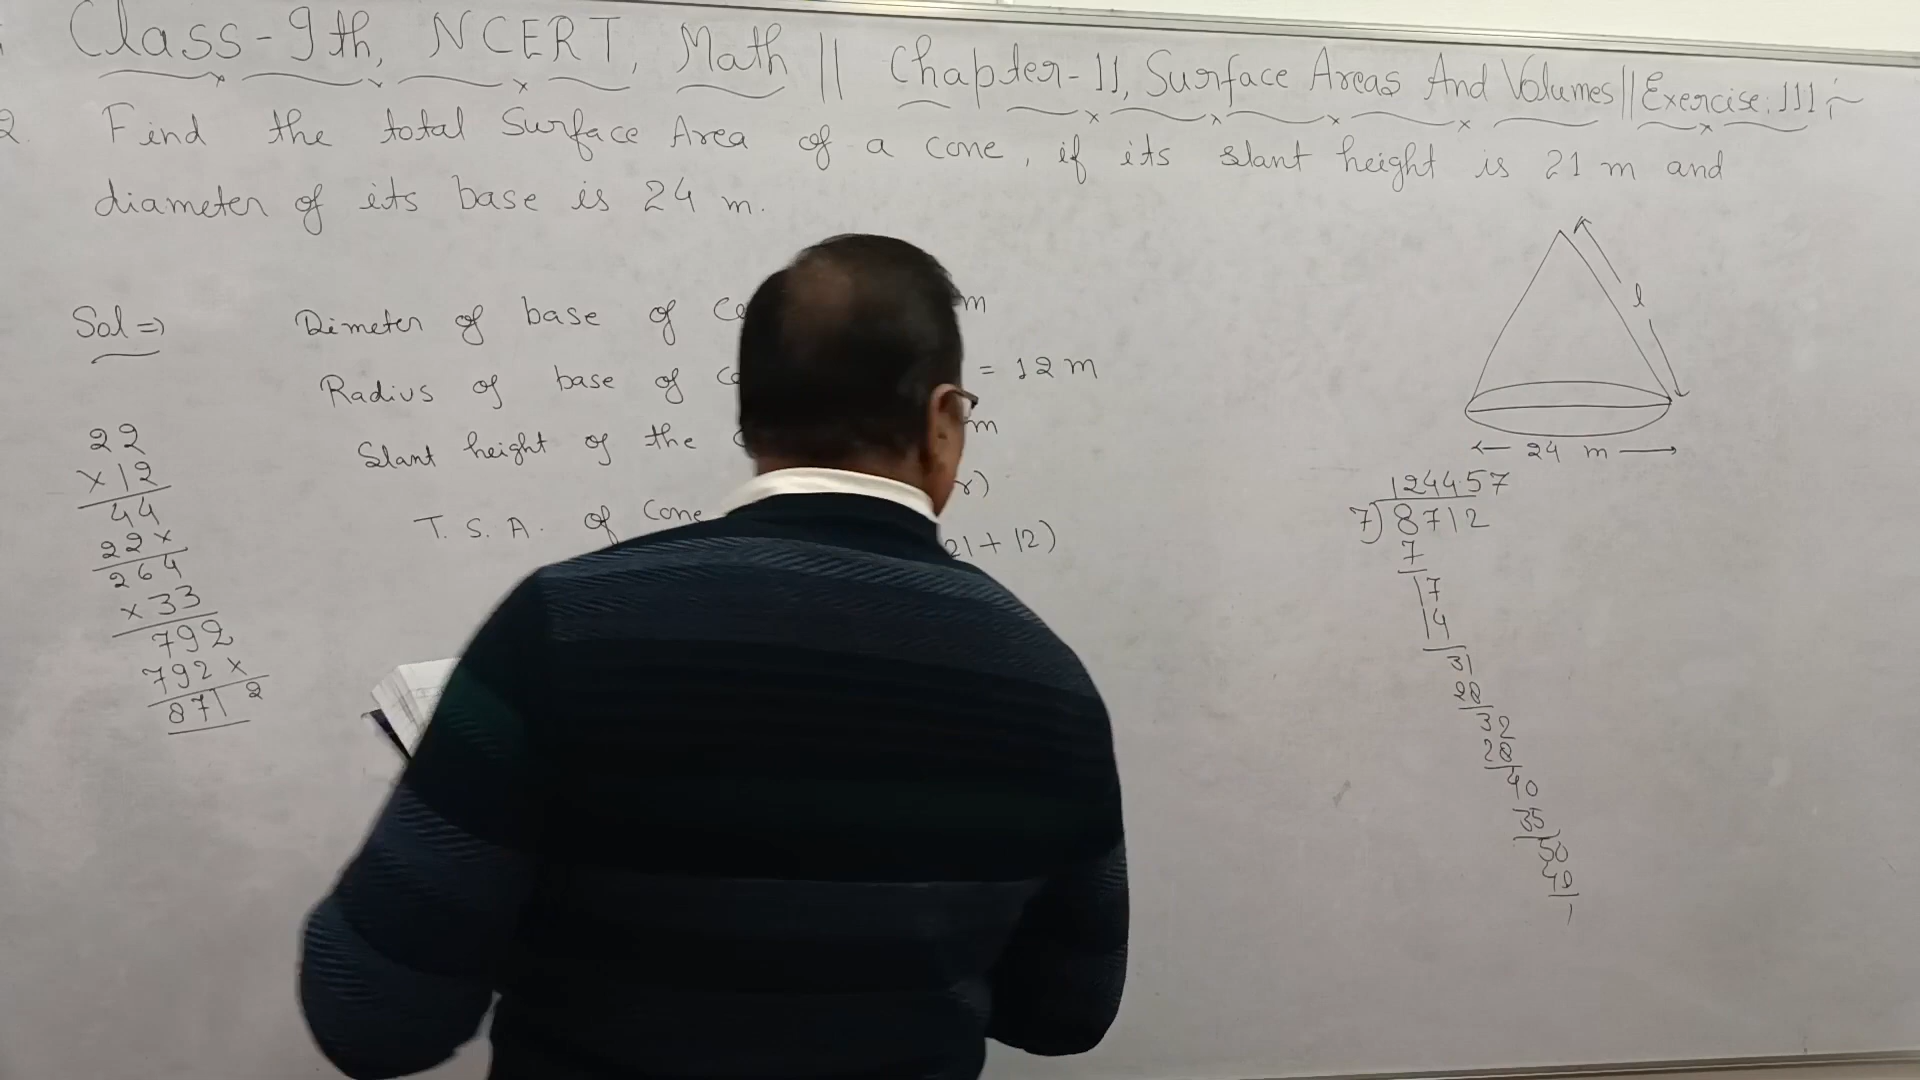 Class-9th, NCERT, Math || Chapter-11, Surface Areas And Volumes || Exercise: 111 :~
2. Find the total Surface Area of a cone, if its slant height is 21 m and
diameter of its base is 24 m.
Sol ⇒
Dimeter of base of m
Radius of base of = 12 m
Slant height of the m
T. S. A. of Cone r)
21 + 12)
22
× 12
44
22×
264
× 33
792
792 ×
8712
l
24 m
1244.57
7) 8712
7
17
14
31
28
32
28
40
35
50
49
1